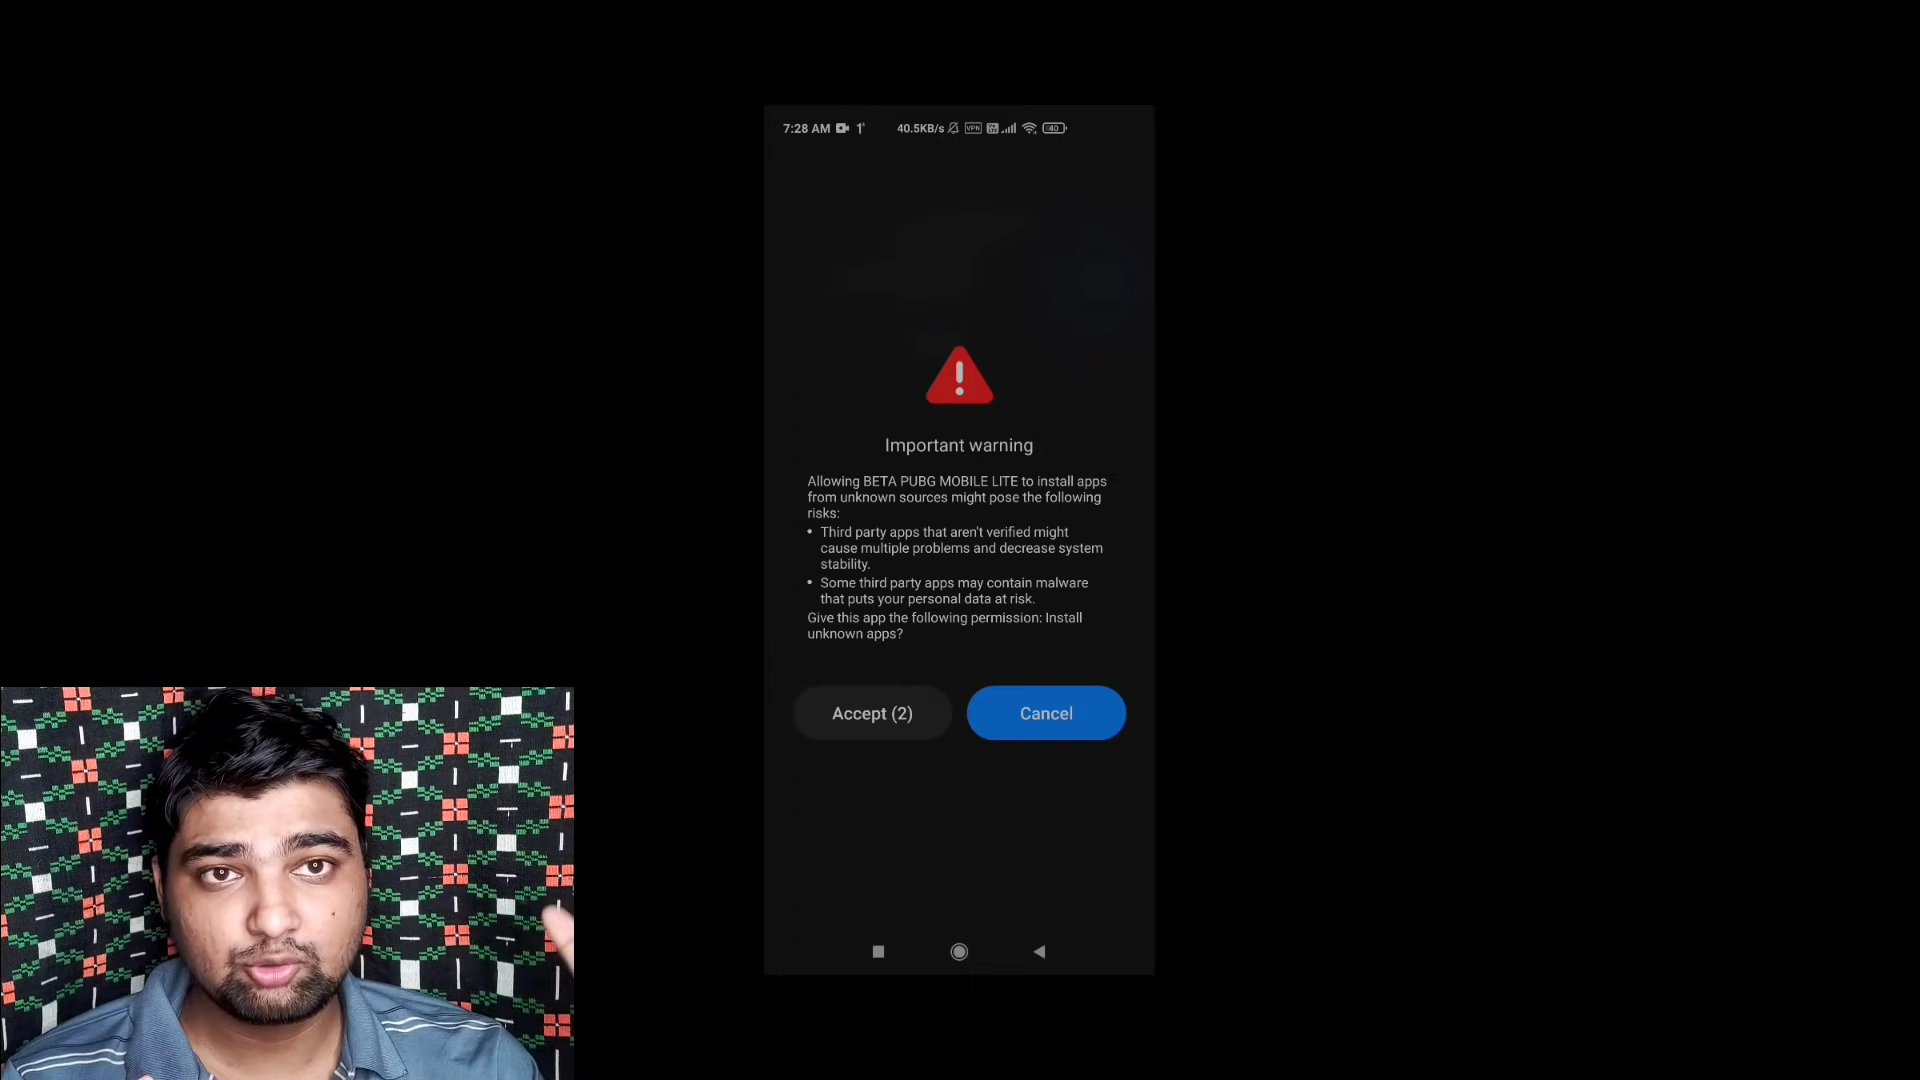 7:28 AM 40.5KB/s VPN 40
Important warning
Allowing BETA PUBG MOBILE LITE to install apps
from unknown sources might pose the following
risks:
• Third party apps that aren't verified might
cause multiple problems and decrease system
stability.
• Some third party apps may contain malware
that puts your personal data at risk.
Give this app the following permission: Install
unknown apps?
Accept (2)
Cancel